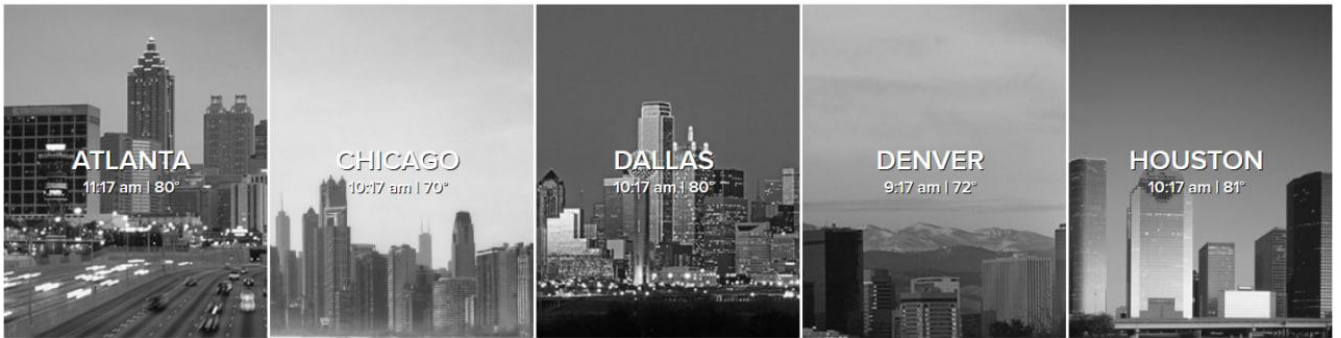 ATLANTA
11:17 am | 80°
CHICAGO
10:17 am | 70°
DALLAS
10:17 am | 80°
DENVER
9:17 am | 72°
HOUSTON
10:17 am | 81°